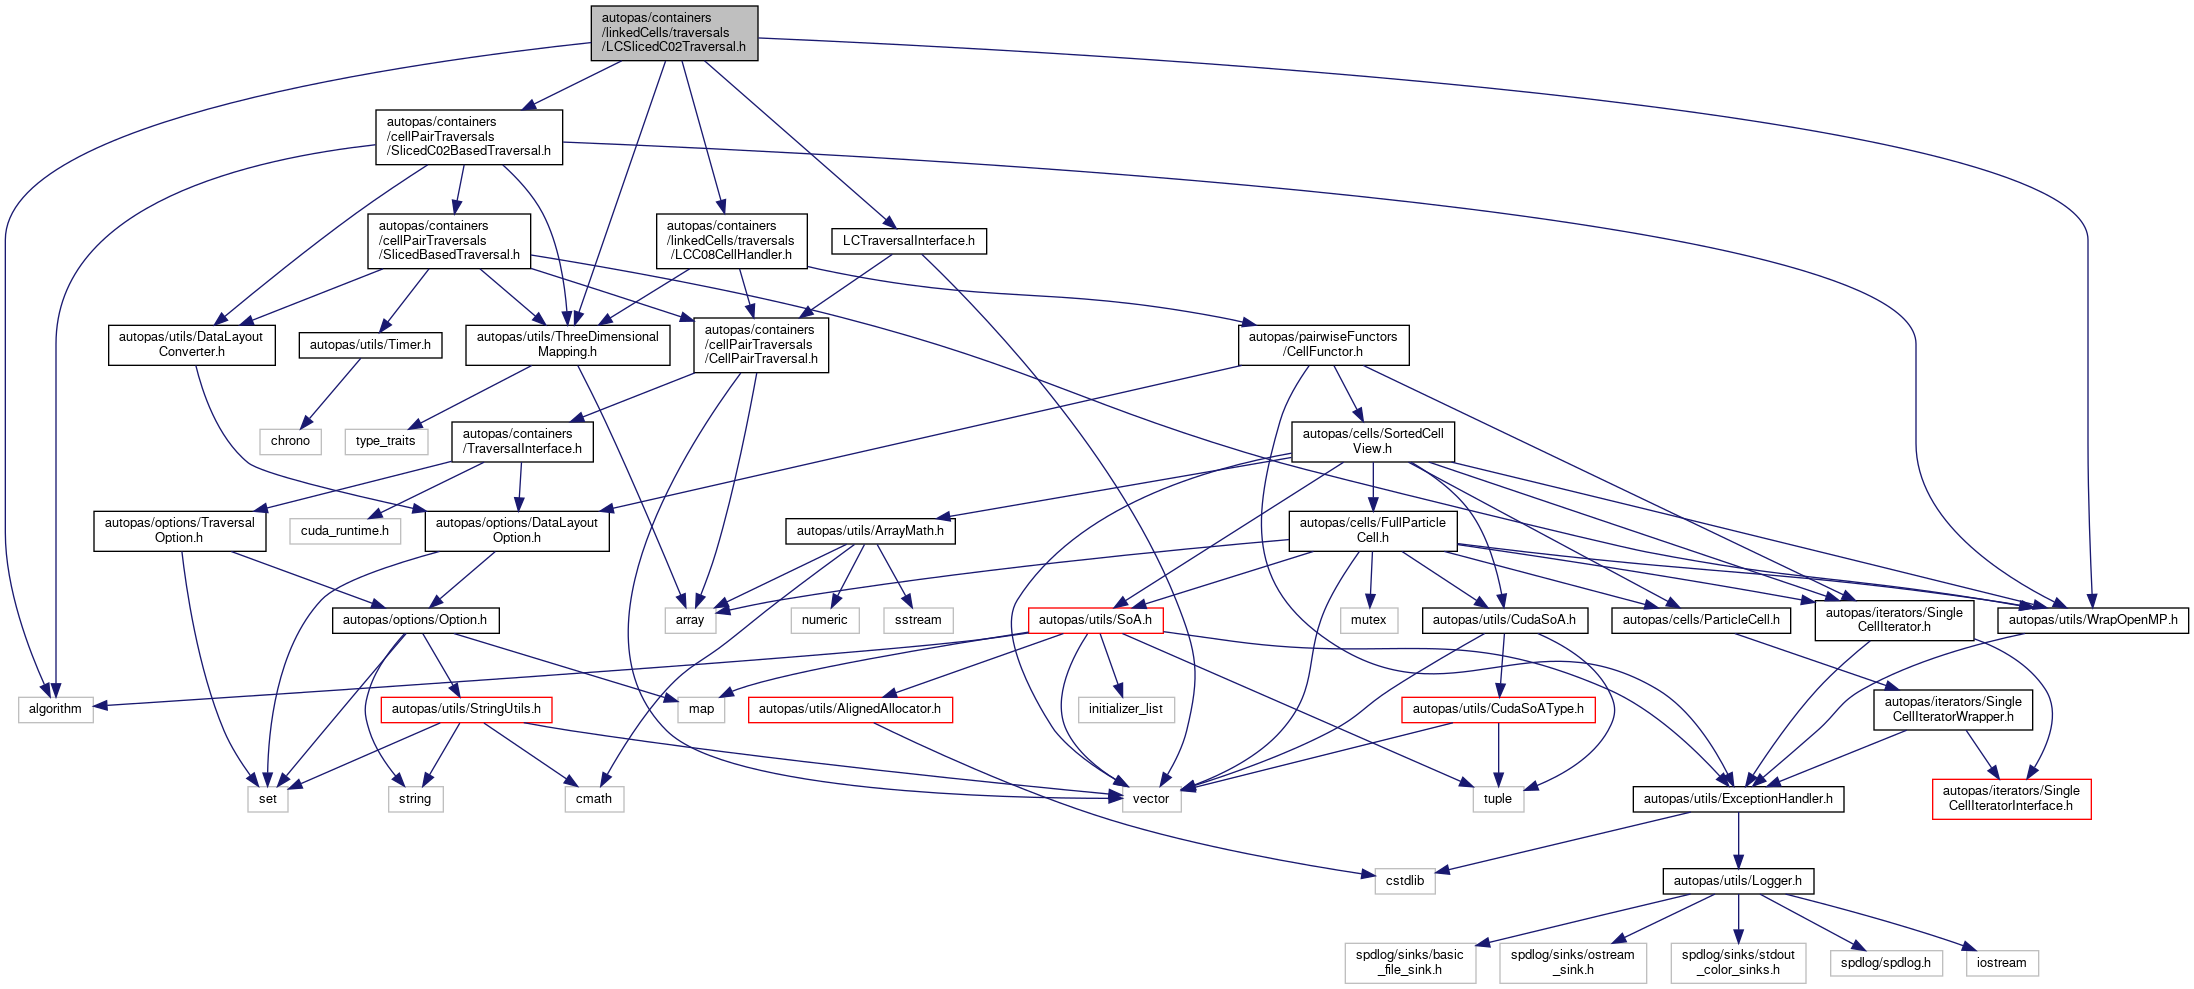 autopas/containers
/linkedCells/traversals
/LCSlicedC02Traversal.h
autopas/containers
/cellPairTraversals
/SlicedC02BasedTraversal.h
autopas/containers
/cellPairTraversals
/SlicedBasedTraversal.h
autopas/containers
/linkedCells/traversals
/LCC08CellHandler.h
LCTraversalInterface.h
autopas/utils/DataLayout
Converter.h
autopas/utils/Timer.h
autopas/utils/ThreeDimensional
Mapping.h
autopas/containers
/cellPairTraversals
/CellPairTraversal.h
autopas/pairwiseFunctors
/CellFunctor.h
chrono
type_traits
autopas/containers
/TraversalInterface.h
autopas/cells/SortedCell
View.h
autopas/options/Traversal
Option.h
cuda_runtime.h
autopas/options/DataLayout
Option.h
autopas/utils/ArrayMath.h
autopas/cells/FullParticle
Cell.h
autopas/options/Option.h
array
numeric
sstream
autopas/utils/SoA.h
mutex
autopas/utils/CudaSoA.h
autopas/cells/ParticleCell.h
autopas/iterators/Single
CellIterator.h
autopas/utils/WrapOpenMP.h
algorithm
autopas/utils/StringUtils.h
map
autopas/utils/AlignedAllocator.h
initializer_list
autopas/utils/CudaSoAType.h
autopas/iterators/Single
CellIteratorWrapper.h
set
string
cmath
vector
tuple
autopas/utils/ExceptionHandler.h
autopas/iterators/Single
CellIteratorInterface.h
cstdlib
autopas/utils/Logger.h
spdlog/sinks/basic
_file_sink.h
spdlog/sinks/ostream
_sink.h
spdlog/sinks/stdout
_color_sinks.h
spdlog/spdlog.h
iostream